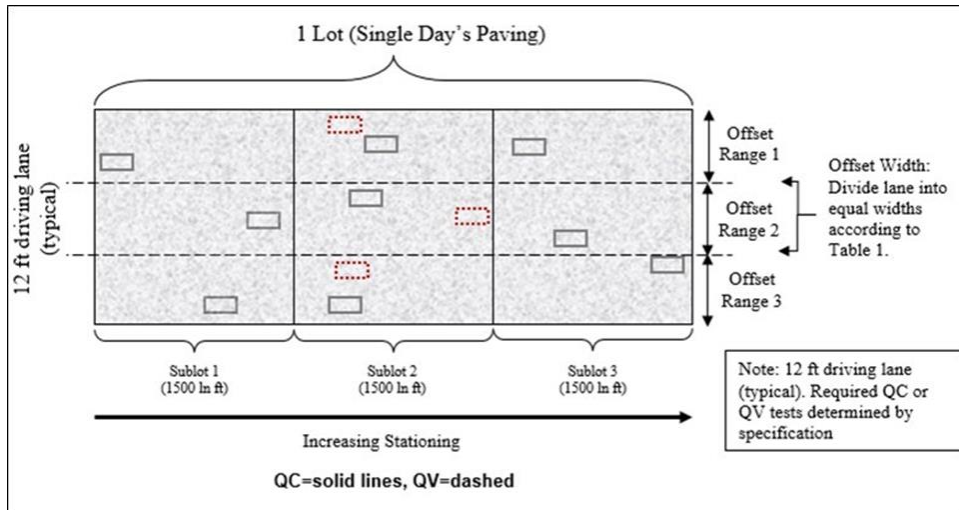 1 Lot (Single Day's Paving)
12 ft driving lane
(typical)
Offset
Range 1
Offset
Range 2
Offset
Range 3
Offset Width:
Divide lane into
equal widths
according to
Table 1.
Sublot 1
(1500 ln ft)
Sublot 2
(1500 ln ft)
Sublot 3
(1500 ln ft)
Increasing Stationing
QC=solid lines, QV=dashed
Note: 12 ft driving lane
(typical). Required QC or
QV tests determined by
specification